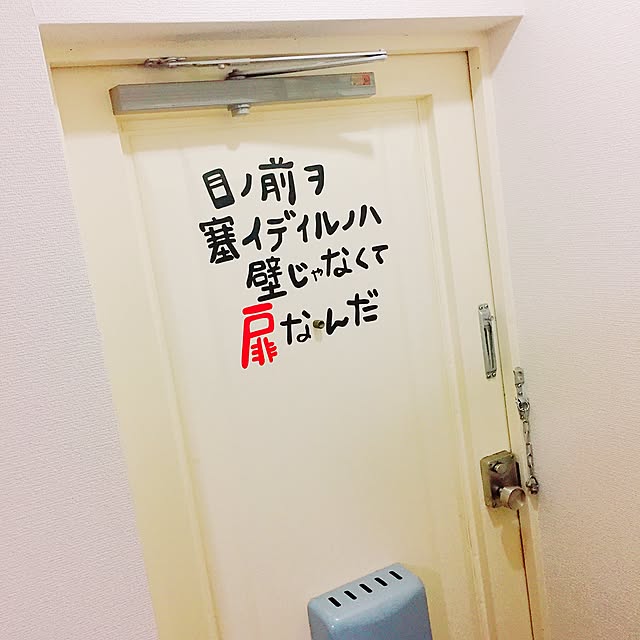 目ノ前ヲ
塞イデイルノハ
壁じゃなくて
扉なんだ